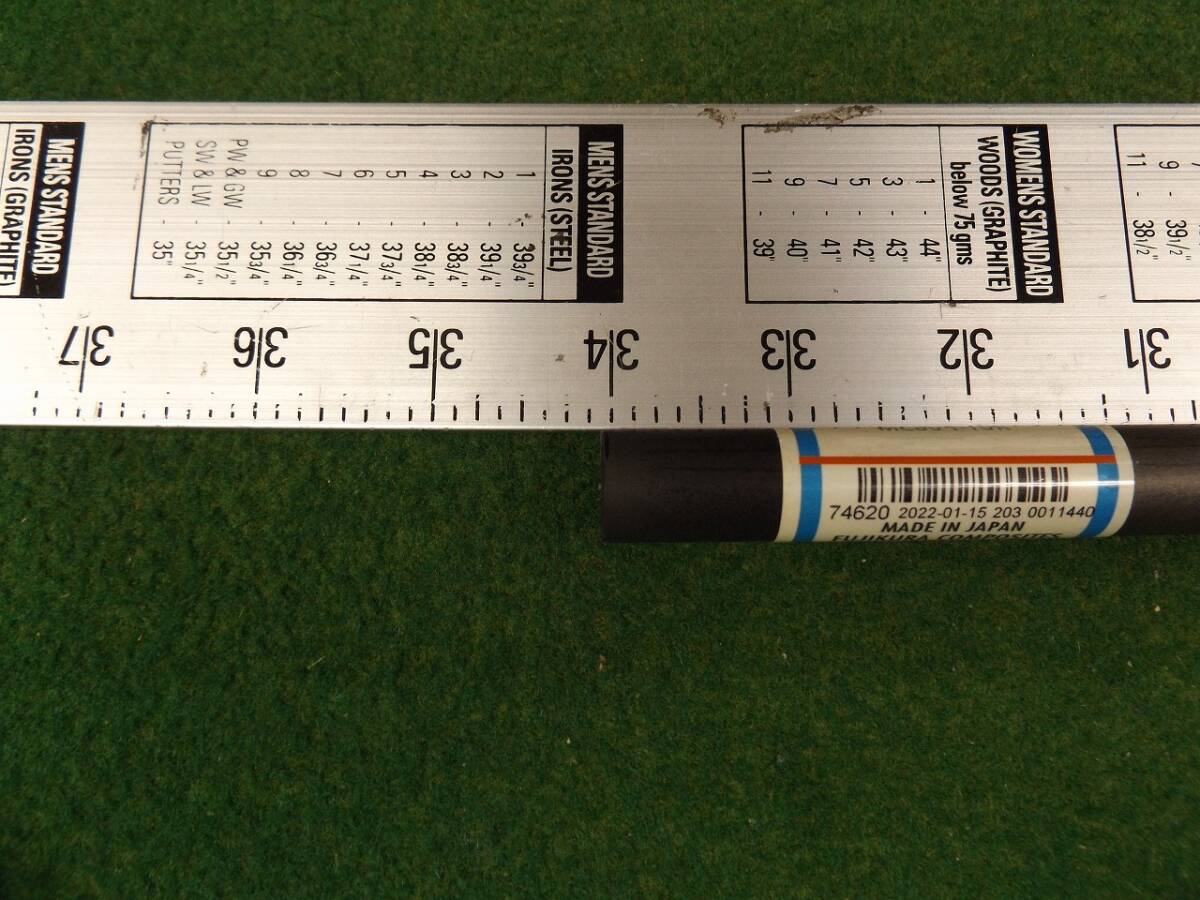 MENS STANDARD
IRONS (GRAPHITE)
MENS STANDARD
IRONS (STEEL)
1 - 39 3/4"
2 - 39 1/4"
3 - 38 3/4"
4 - 38 1/4"
5 - 37 3/4"
6 - 37 1/4"
7 - 36 3/4"
8 - 36 1/4"
9 - 35 3/4"
PW & GW - 35 1/2"
SW & LW - 35 1/4"
PUTTERS - 35"
WOMENS STANDARD
WOODS (GRAPHITE)
below 75 gms
1 - 44"
3 - 43"
5 - 42"
7 - 41"
9 - 40"
11 - 39"
9 - 39 1/2"
11 - 38 1/2"
37 36 35 34 33 32 31
74620 2022-01-15 203 0011440
MADE IN JAPAN
FUJIKURA COMPOSITES